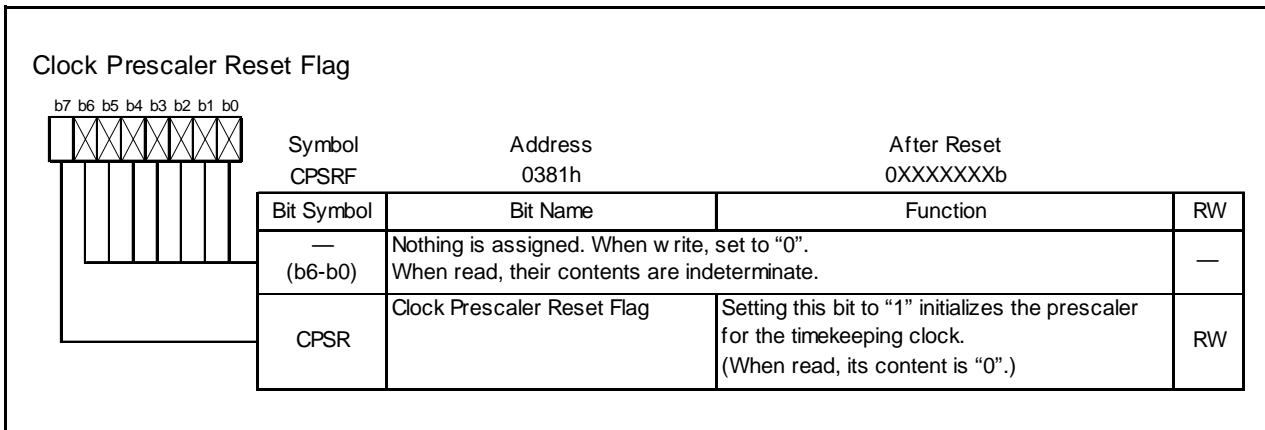 Clock Prescaler Reset Flag
b7 b6 b5 b4 b3 b2 b1 b0
Symbol Address After Reset
CPSRF 0381h 0XXXXXXXb
Bit Symbol Bit Name Function RW
— Nothing is assigned. When w rite, set to “0”. —
(b6-b0) When read, their contents are indeterminate.
Clock Prescaler Reset Flag Setting this bit to “1” initializes the prescaler
CPSR for the timekeeping clock. RW
(When read, its content is “0”.)